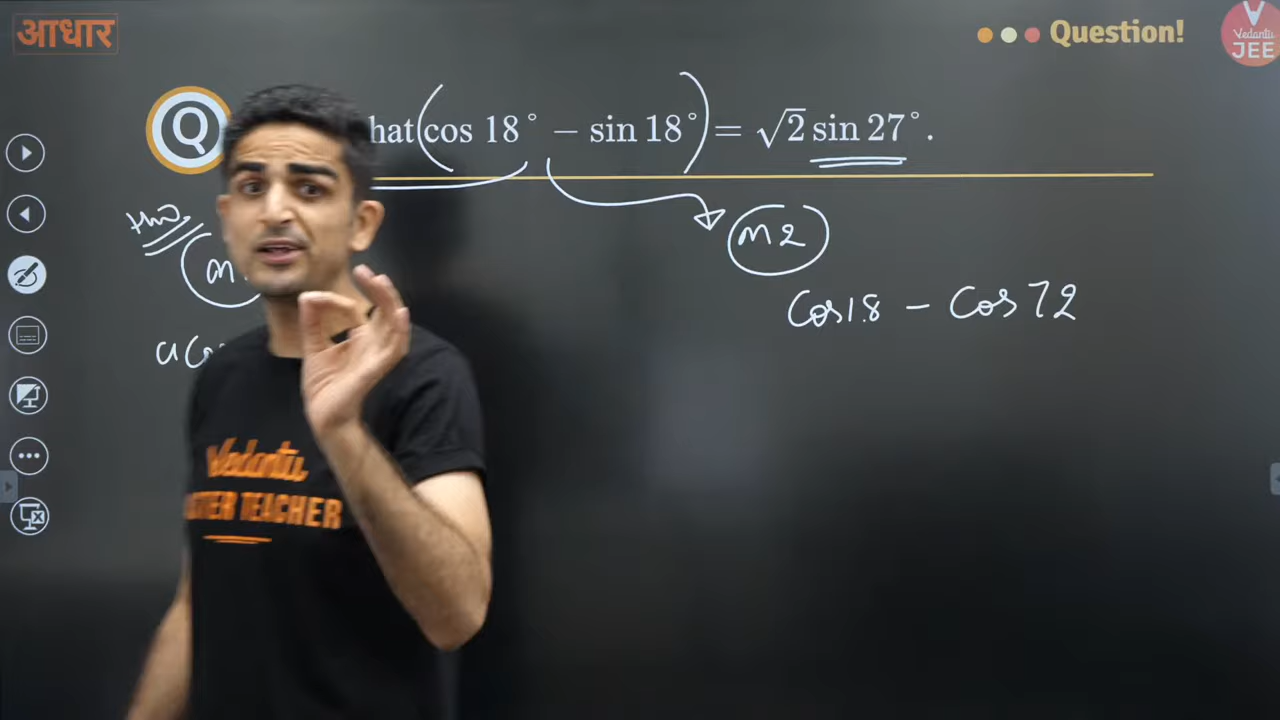 आधार
Question!
Vedantu
JEE
Q
hat (cos 18° − sin 18°) = √2 sin 27°.
m2
Cos18 − Cos72
Vedantu
TEACHER